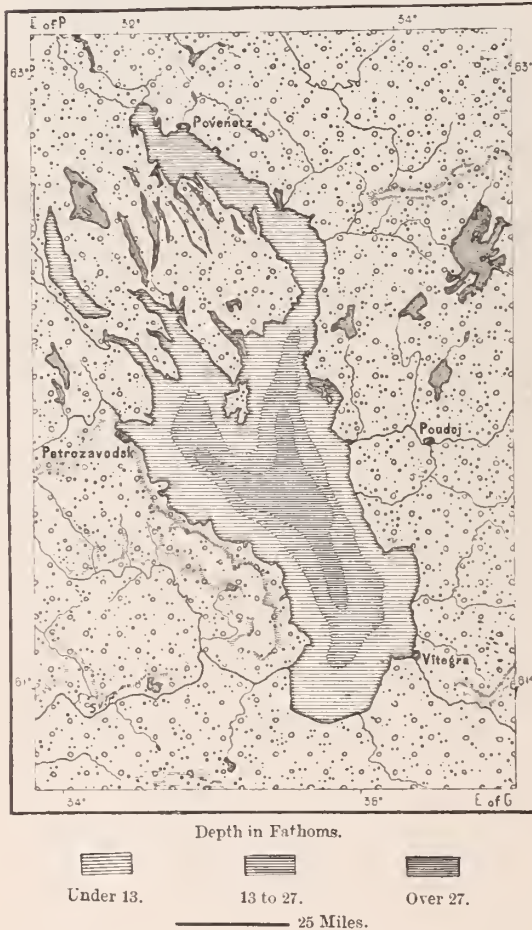 E of P 32° 34°
63° 63°
Povenetz
Petrozavodsk
Poudoj
Vitegra
61° 61°
34° 36° E of G
Depth in Fathoms.
Under 13. 13 to 27. Over 27.
25 Miles.